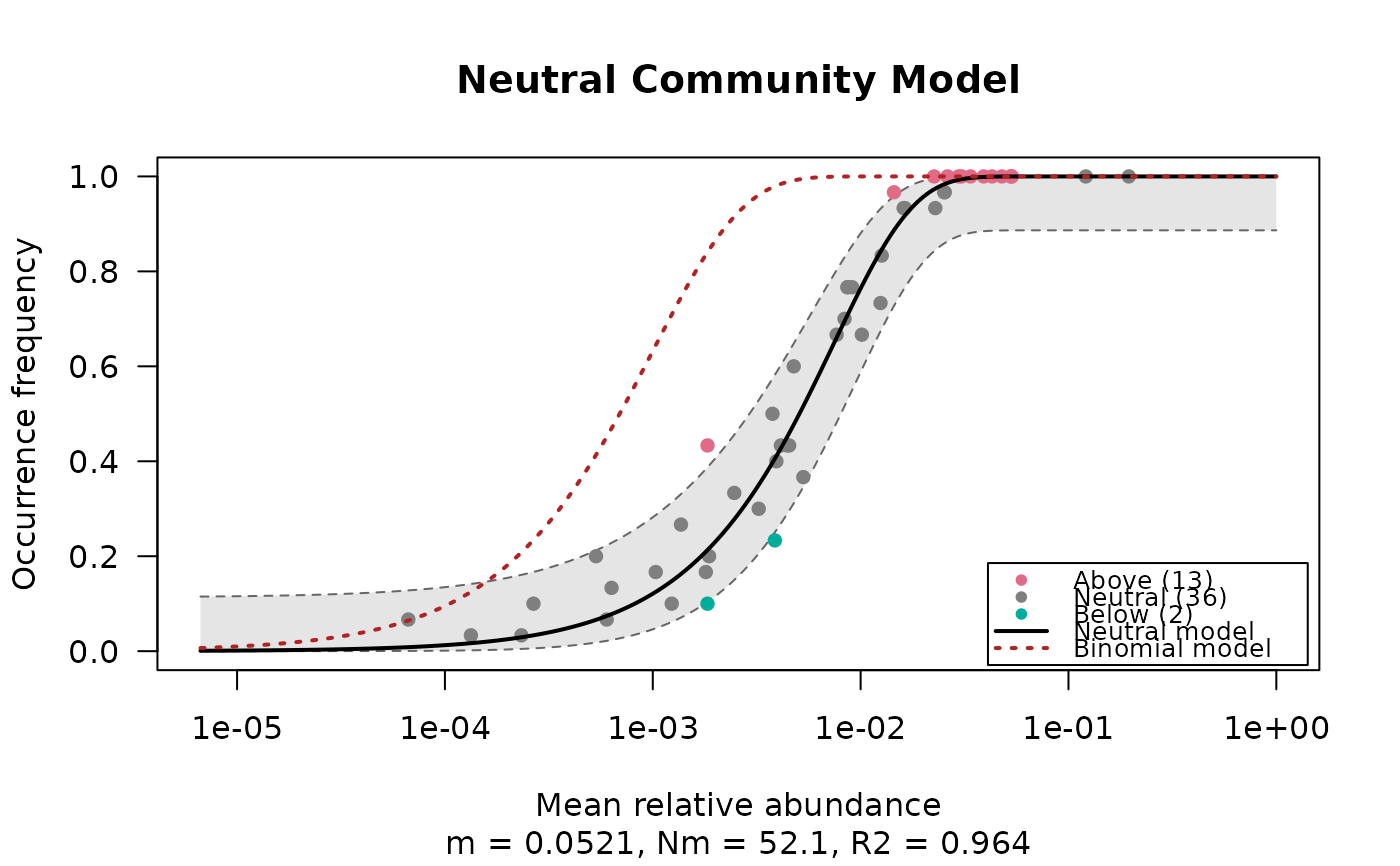 Neutral Community Model
Occurrence frequency
1.0
0.8
0.6
0.4
0.2
0.0
Above (13)
Neutral (36)
Below (2)
Neutral model
Binomial model
1e-05 1e-04 1e-03 1e-02 1e-01 1e+00
Mean relative abundance
m = 0.0521, Nm = 52.1, R2 = 0.964